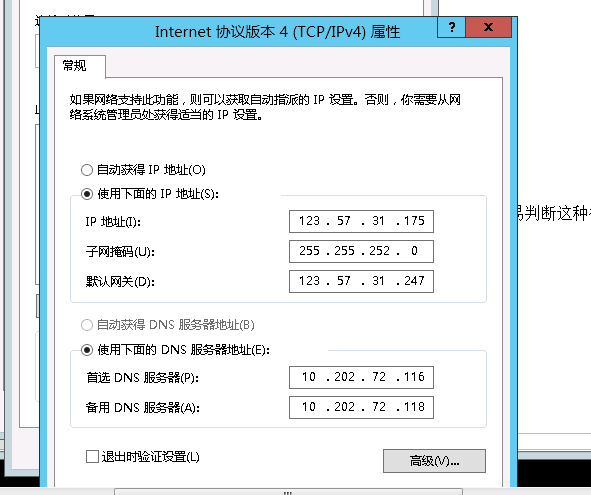 Internet 协议版本 4 (TCP/IPv4) 属性
?
x
常规
如果网络支持此功能，则可以获取自动指派的 IP 设置。否则，你需要从网
络系统管理员处获得适当的 IP 设置。
自动获得 IP 地址(O)
使用下面的 IP 地址(S):
IP 地址(I): 123 . 57 . 31 . 175
子网掩码(U): 255 . 255 . 252 . 0
默认网关(D): 123 . 57 . 31 . 247
自动获得 DNS 服务器地址(B)
使用下面的 DNS 服务器地址(E):
首选 DNS 服务器(P): 10 . 202 . 72 . 116
备用 DNS 服务器(A): 10 . 202 . 72 . 118
退出时验证设置(L)
高级(V)...
易判断这种